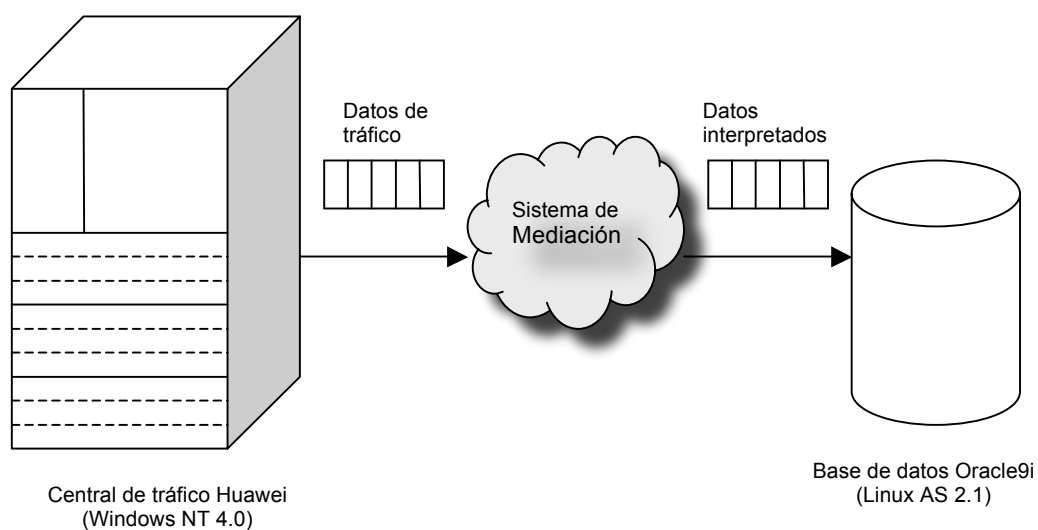 Datos de
tráfico
Datos
interpretados
Sistema de
Mediación
Base de datos Oracle9i
(Linux AS 2.1)
Central de tráfico Huawei
(Windows NT 4.0)